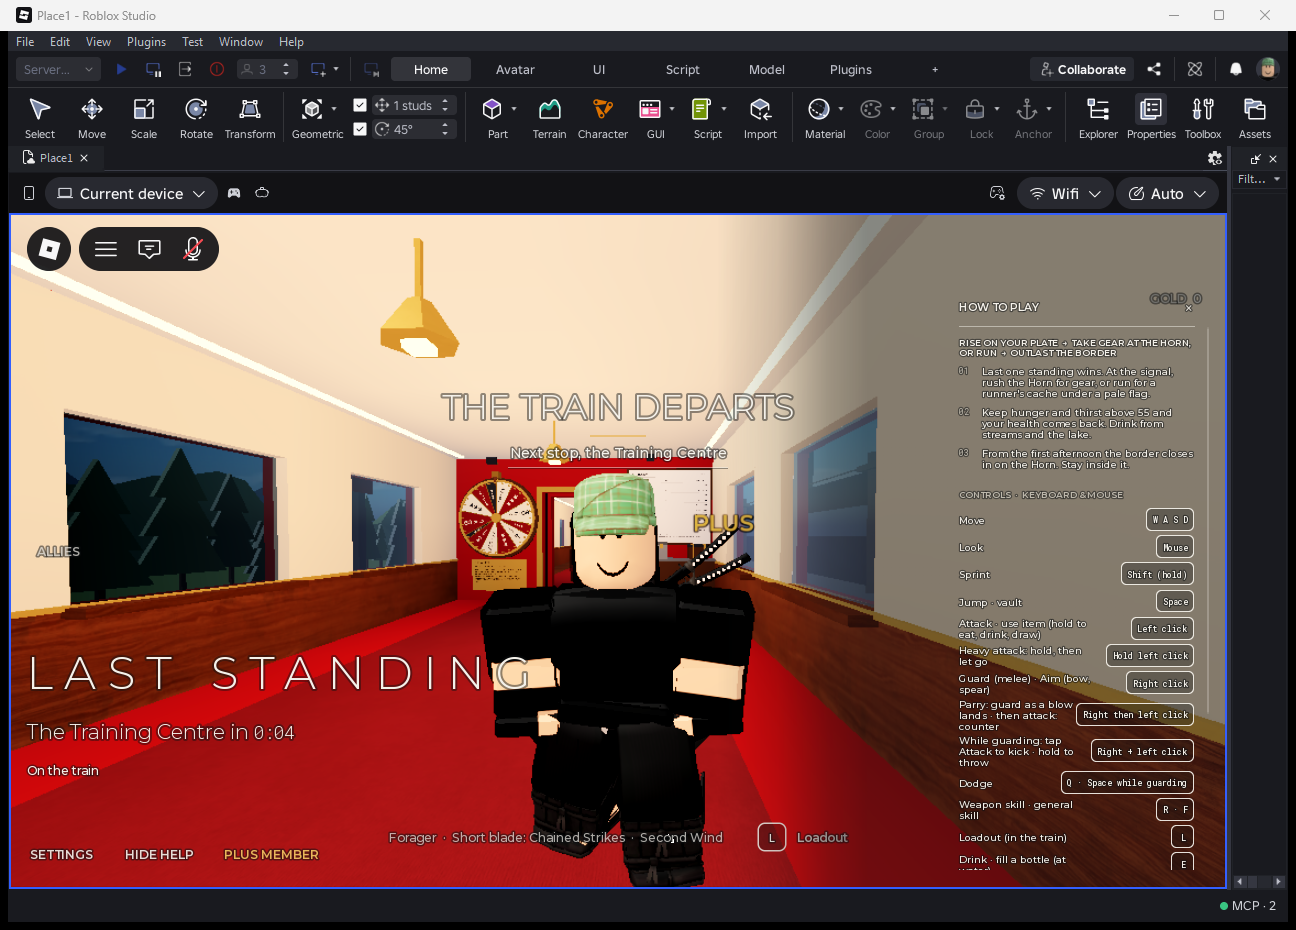 Place1 - Roblox Studio
File Edit View Plugins Test Window Help
Server... 3 Home Avatar UI Script Model Plugins + Collaborate
1 studs
45°
Select Move Scale Rotate Transform Geometric Part Terrain Character GUI Script Import Material Color Group Lock Anchor Explorer Properties Toolbox Assets
Place1
Current device Wifi Auto
Filt...
GOLD 0
HOW TO PLAY
RISE ON YOUR PLATE → TAKE GEAR AT THE HORN,
OR RUN → OUTLAST THE BORDER
01 Last one standing wins. At the signal,
rush the Horn for gear, or run for a
runner's cache under a pale flag.
02 Keep hunger and thirst above 55 and
your health comes back. Drink from
streams and the lake.
03 From the first afternoon the border closes
in on the Horn. Stay inside it.
CONTROLS · KEYBOARD & MOUSE
Move W A S D
Look Mouse
Sprint Shift (hold)
Jump · vault Space
Attack · use item (hold to
eat, drink, draw) Left click
Heavy attack: hold, then
let go Hold left click
Guard (melee) · Aim (bow,
spear) Right click
Parry: guard as a blow
lands · then attack:
counter Right then left click
While guarding: tap
Attack to kick · hold to
throw Right + left click
Dodge Q · Space while guarding
Weapon skill · general
skill R · F
Loadout (in the train) L
Drink · fill a bottle (at
water) E
THE TRAIN DEPARTS
Next stop, the Training Centre
PLUS
ALLIES
LAST STANDING
The Training Centre in 0:04
On the train
Forager · Short blade: Chained Strikes · Second Wind L Loadout
SETTINGS HIDE HELP PLUS MEMBER
MCP · 2